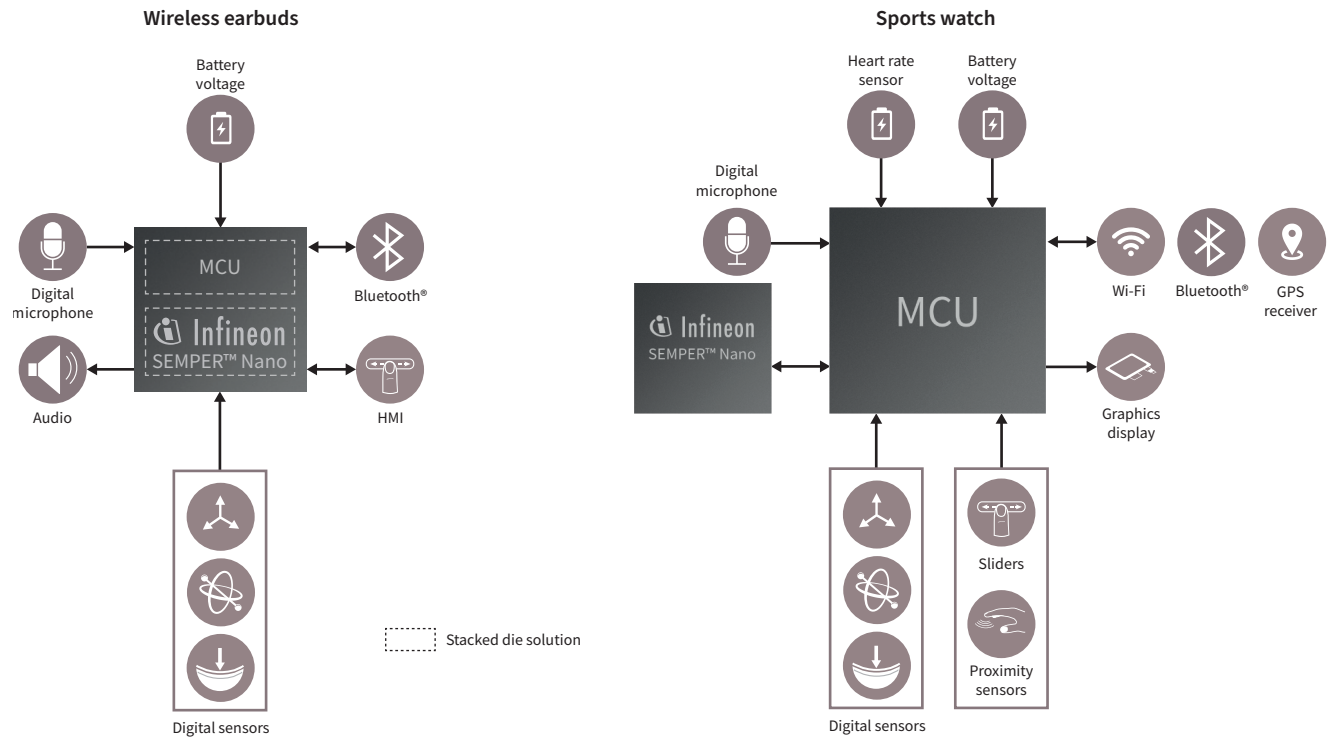 Wireless earbuds
Battery
voltage
MCU
Digital
microphone
Bluetooth®
Infineon
SEMPER™ Nano
Audio
HMI
Digital sensors
Stacked die solution
Sports watch
Heart rate
sensor
Battery
voltage
Digital
microphone
MCU
Wi-Fi
Bluetooth®
GPS
receiver
Infineon
SEMPER™ Nano
Graphics
display
Digital sensors
Sliders
Proximity
sensors